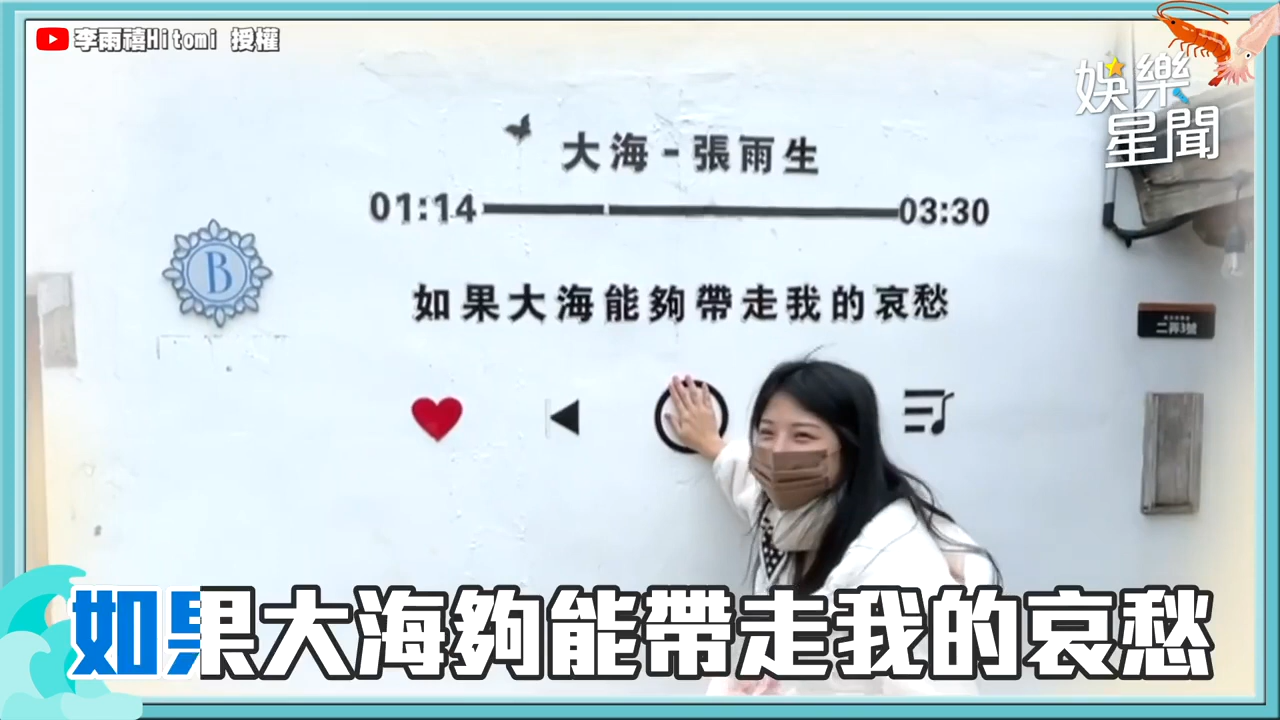 李雨禧Hitomi 授權
娛樂
星聞
大海-張雨生
01:14 03:30
B
如果大海能夠帶走我的哀愁
二弄3號
如果大海夠能帶走我的哀愁